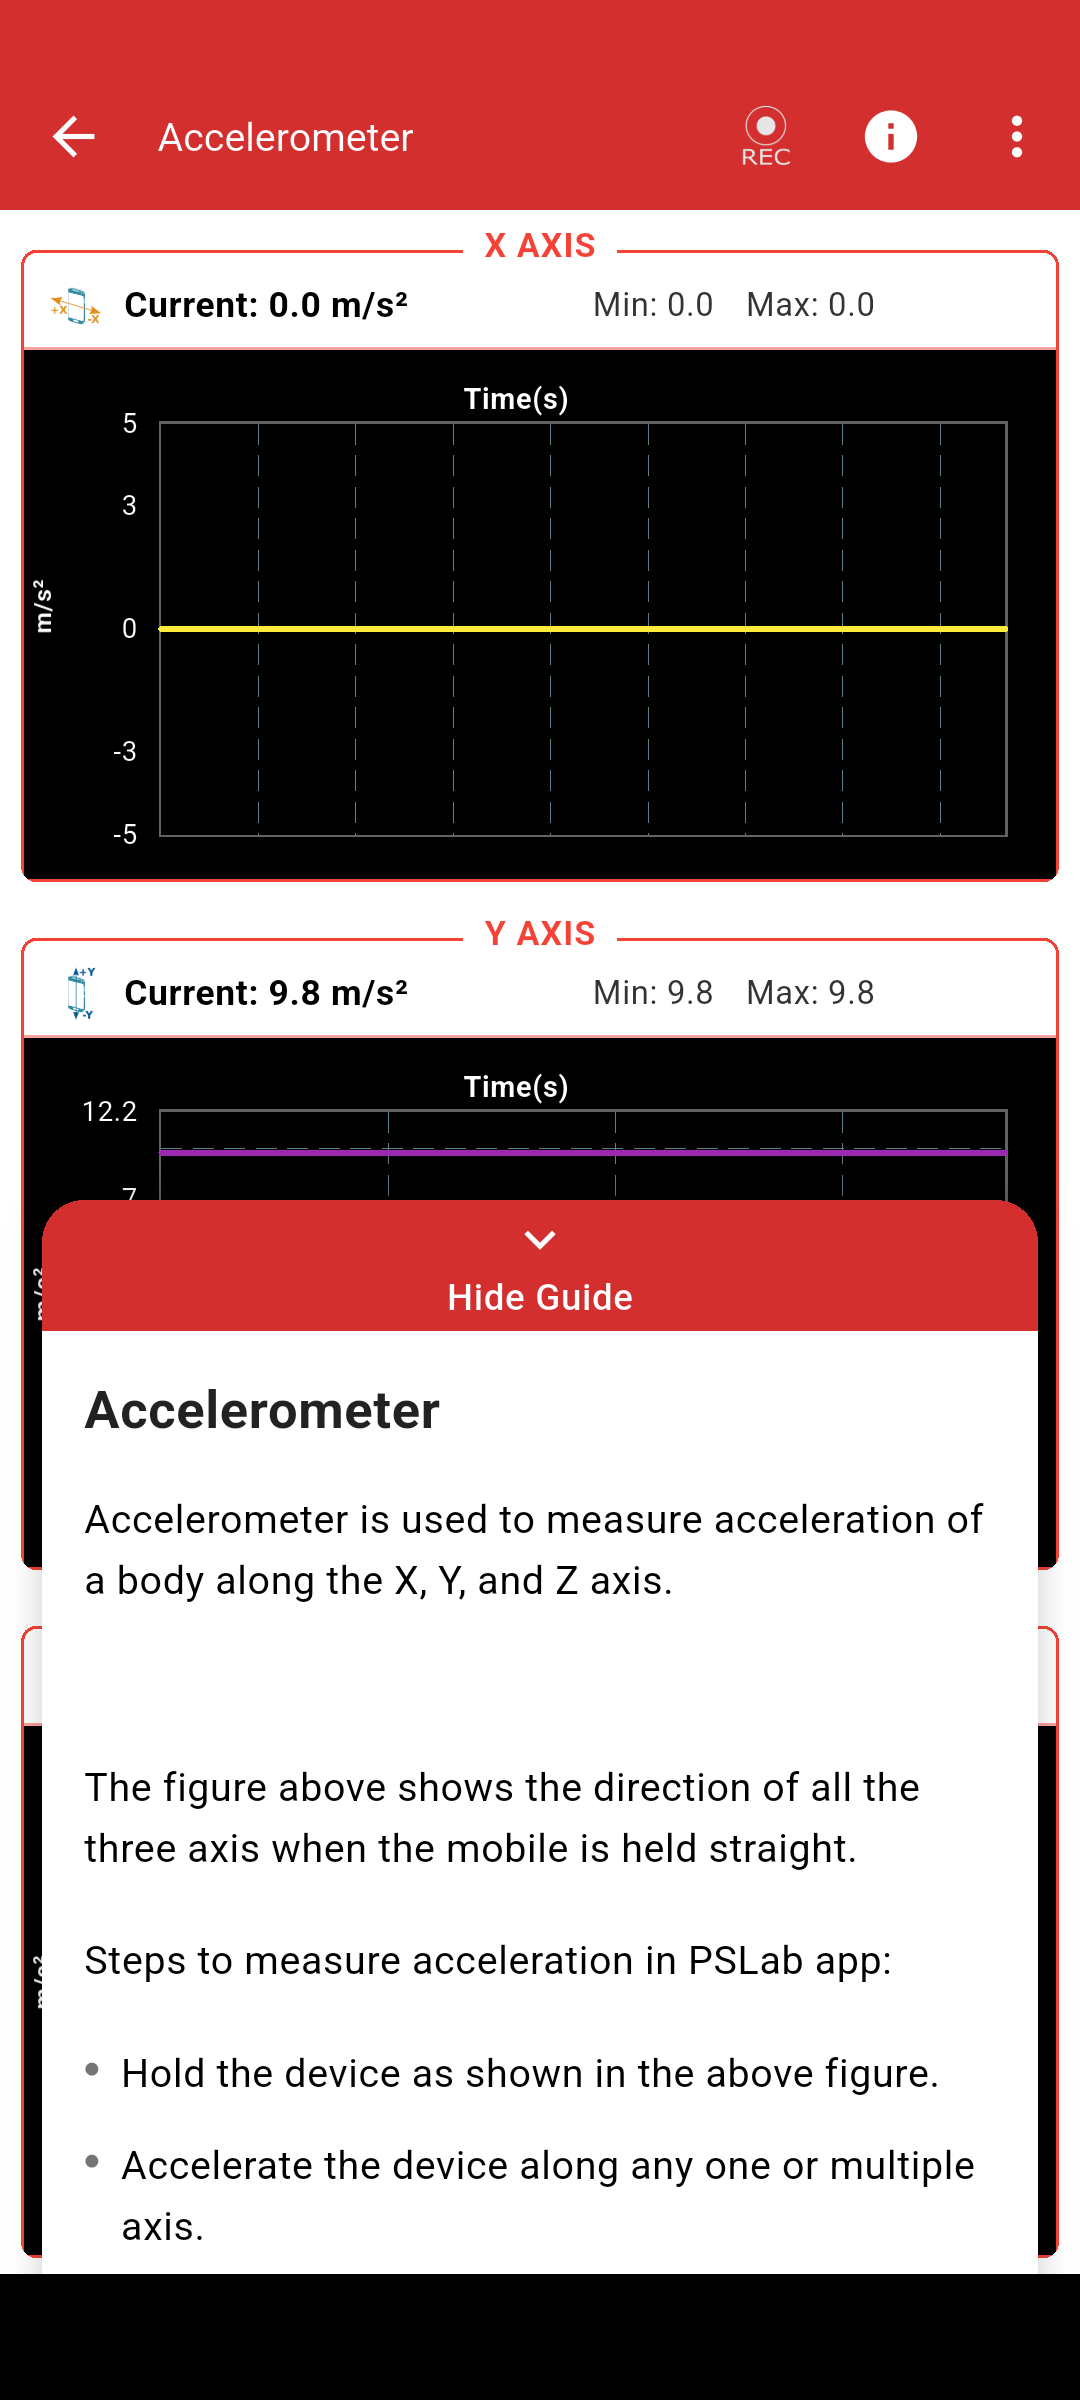 Accelerometer
REC
X AXIS
+X
-X
Current: 0.0 m/s²
Min: 0.0
Max: 0.0
Time(s)
5
3
0
-3
-5
m/s²
Y AXIS
+Y
-Y
Current: 9.8 m/s²
Min: 9.8
Max: 9.8
Time(s)
12.2
7
m/s²
Hide Guide
Accelerometer
Accelerometer is used to measure acceleration of
a body along the X, Y, and Z axis.
The figure above shows the direction of all the
three axis when the mobile is held straight.
Steps to measure acceleration in PSLab app:
• Hold the device as shown in the above figure.
• Accelerate the device along any one or multiple
axis.
m/s²